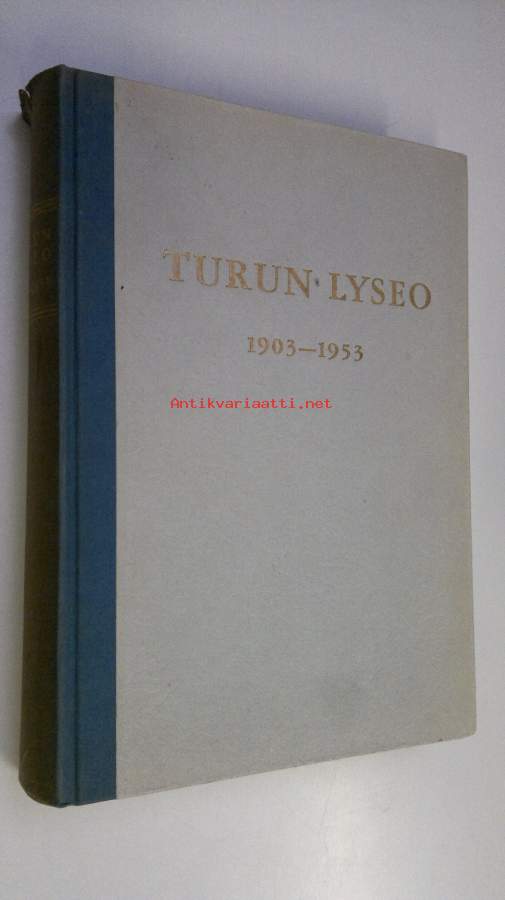 TURUN LYSEO
1903—1953
Antikvariaatti.net